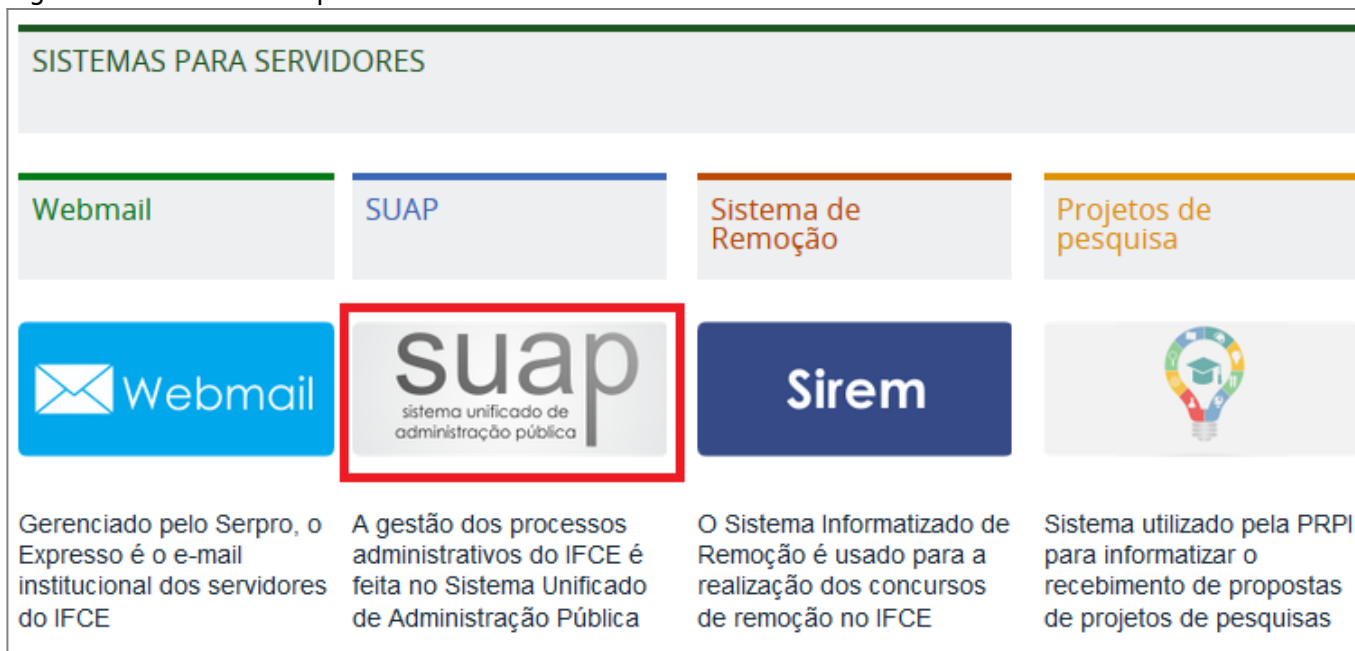 SISTEMAS PARA SERVIDORES
Webmail
SUAP
Sistema de
Remoção
Projetos de
pesquisa
Webmail
suap
sistema unificado de
administração pública
Sirem
Gerenciado pelo Serpro, o
Expresso é o e-mail
institucional dos servidores
do IFCE
A gestão dos processos
administrativos do IFCE é
feita no Sistema Unificado
de Administração Pública
O Sistema Informatizado de
Remoção é usado para a
realização dos concursos
de remoção no IFCE
Sistema utilizado pela PRPI
para informatizar o
recebimento de propostas
de projetos de pesquisas